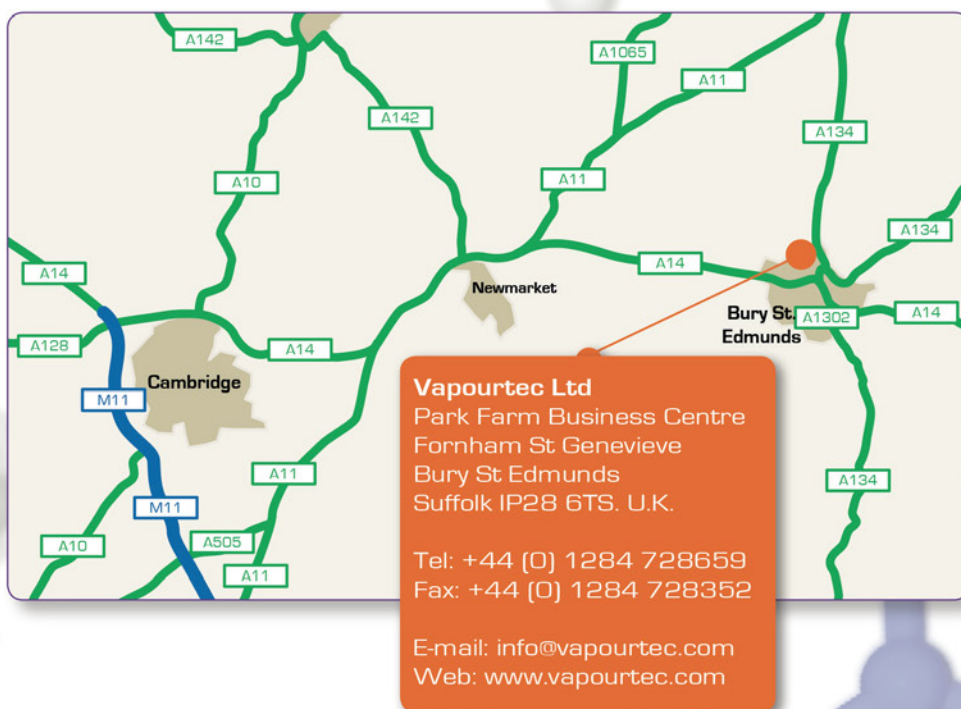 A142
A1065
A11
A142
A134
A10
A11
A134
A14
A14
Newmarket
A128
A14
A1302
A14
Bury St.
Edmunds
Cambridge
M11
A11
A134
M11
A10
A505
A11
Vapourtec Ltd
Park Farm Business Centre
Fornham St Genevieve
Bury St Edmunds
Suffolk IP28 6TS. U.K.
Tel: +44 (0) 1284 728659
Fax: +44 (0) 1284 728352
E-mail: info@vapourtec.com
Web: www.vapourtec.com